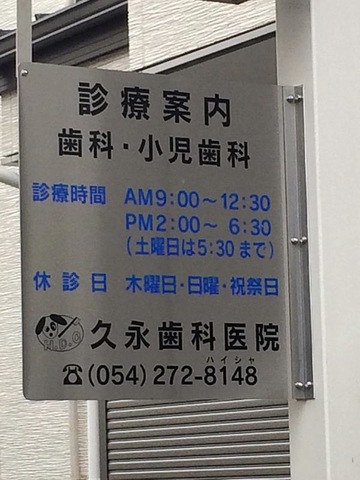 診療案内
歯科・小児歯科
診療時間 AM9:00～12:30
PM2:00～ 6:30
(土曜日は5:30まで)
休診日 木曜日・日曜・祝祭日
H.D.C 久永歯科医院
ハイシャ
☎(054)272-8148